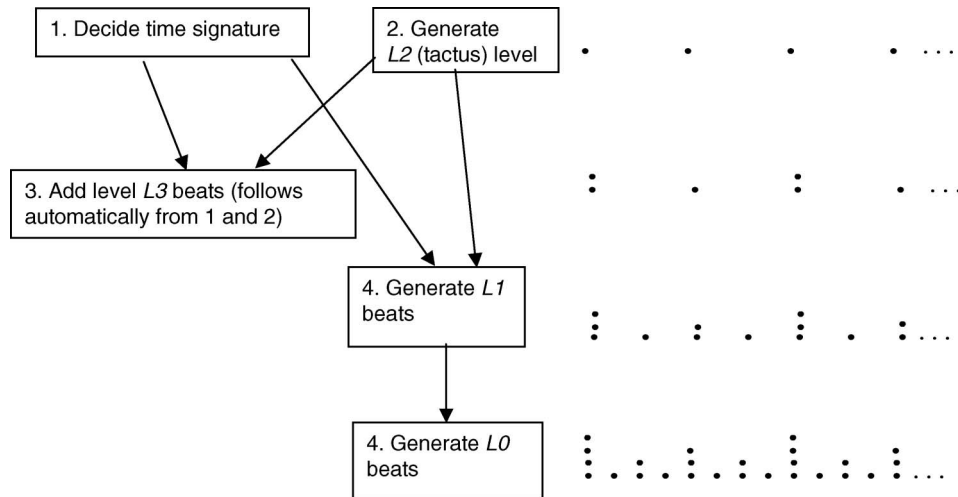 1. Decide time signature
2. Generate
L2 (tactus) level
3. Add level L3 beats (follows
automatically from 1 and 2)
4. Generate L1
beats
4. Generate L0
beats